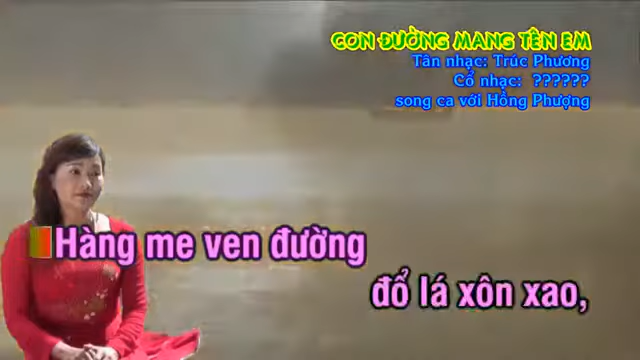 CON ĐƯỜNG MANG TÊN EM
Tân nhạc: Trúc Phương
Cổ nhạc: ??????
song ca với Hồng Phượng
Hàng me ven đường
đổ lá xôn xao,